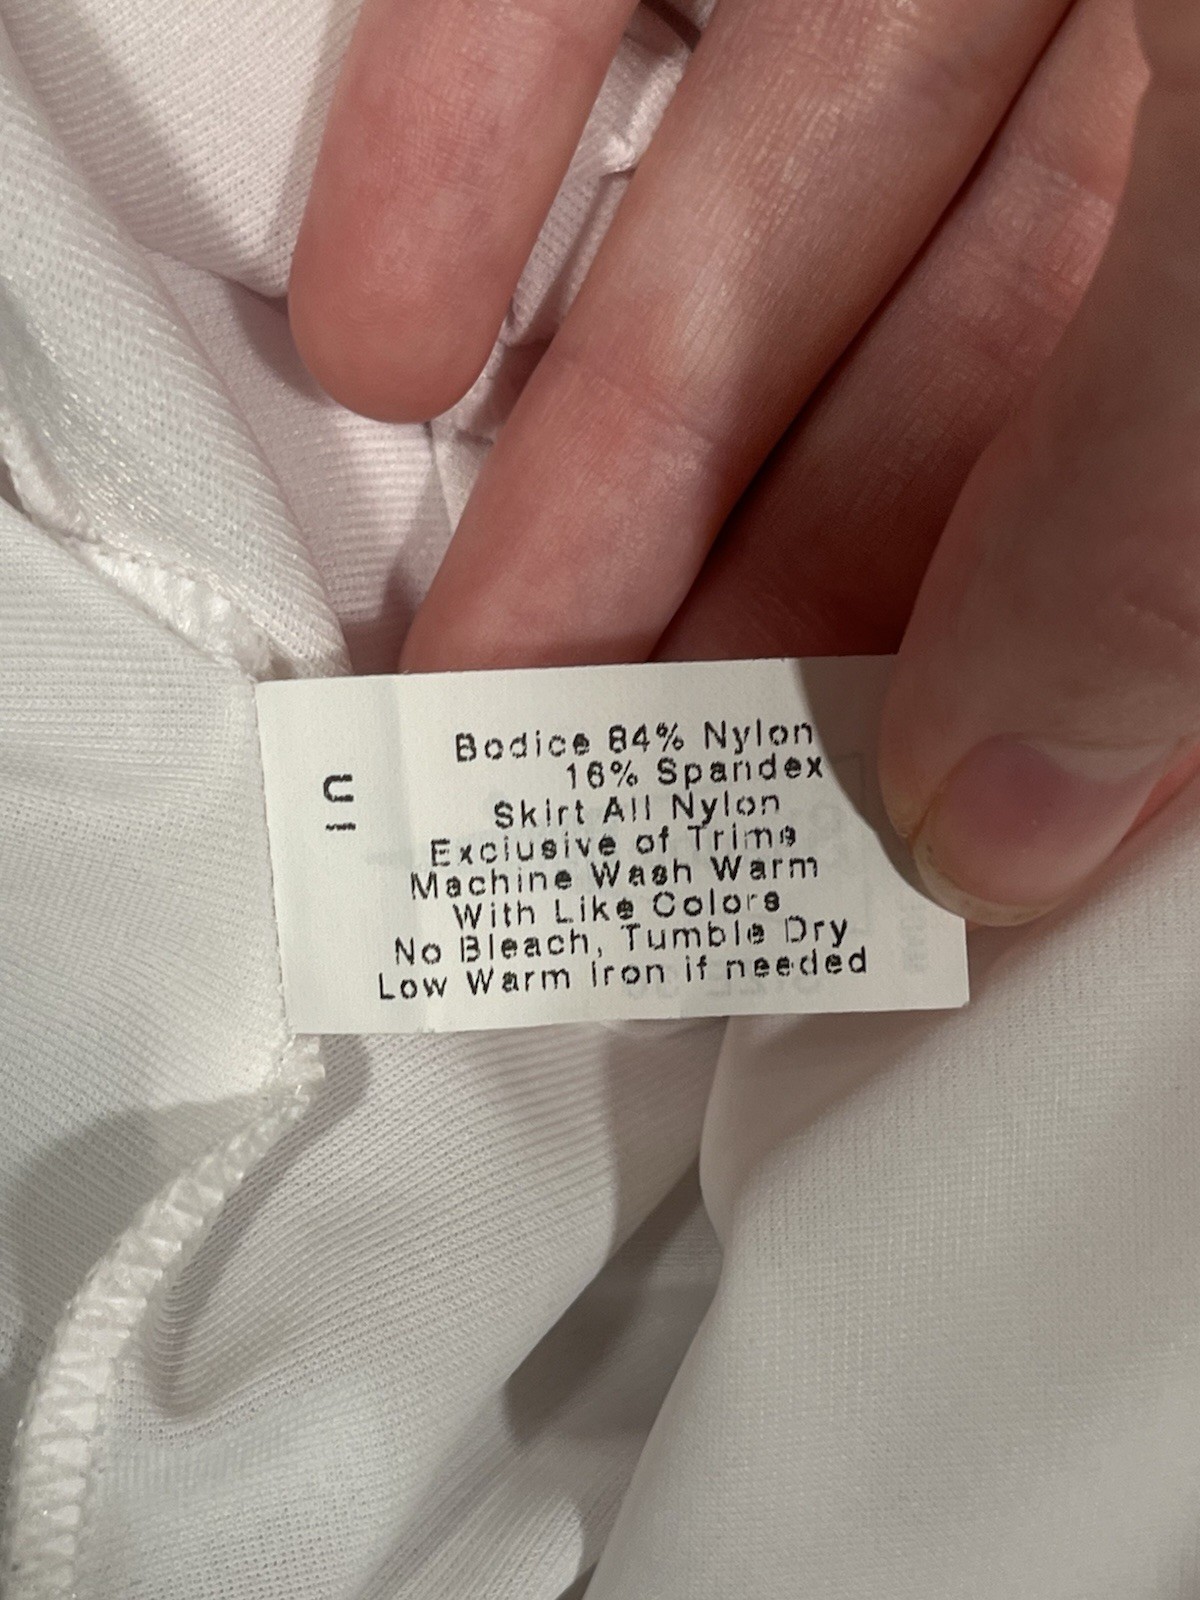 Bodice 84% Nylon
16% Spandex
Skirt All Nylon
Exclusive of Trims
Machine Wash Warm
With Like Colors
No Bleach, Tumble Dry
Low Warm Iron if needed